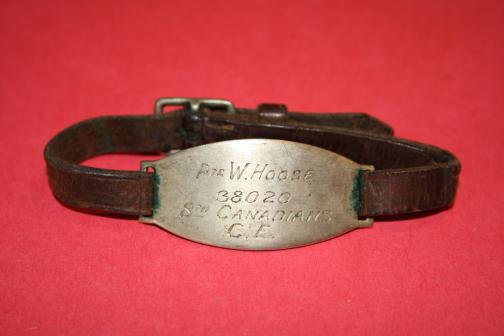 Pte W. Hoose
38020
8th Canadians
C.E.